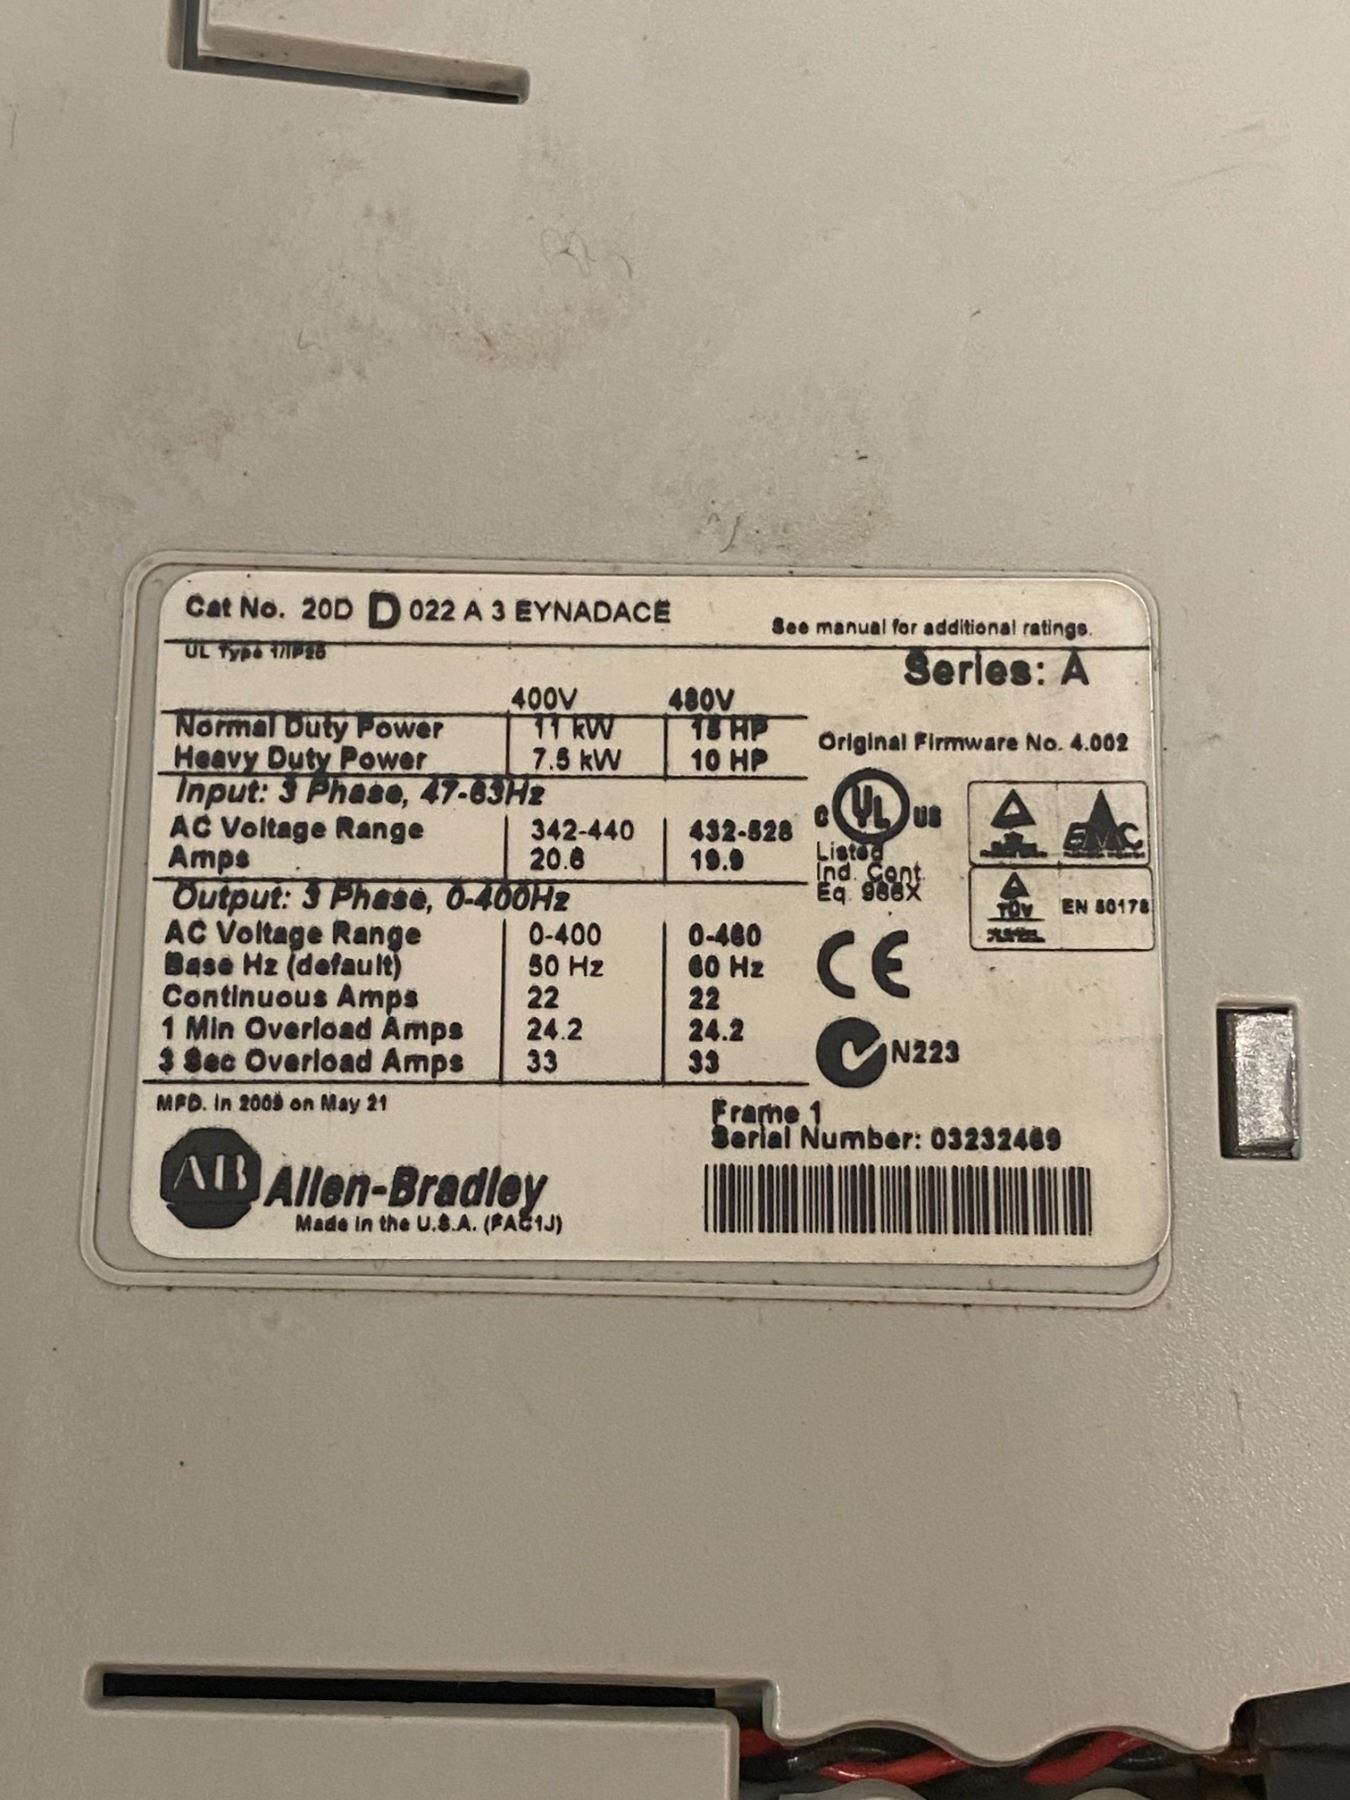 Cat No. 20D D 022 A 3 EYNADACE
See manual for additional ratings.
UL Type 1/IP20
Series: A
400V 480V
Normal Duty Power 11 kW 15 HP
Heavy Duty Power 7.5 kW 10 HP
Original Firmware No. 4.002
Input: 3 Phase, 47-63Hz
AC Voltage Range 342-440 432-528
Amps 20.6 19.9
C UL US
Listed
Ind. Cont.
Eq. 966X
EMC
TÜV
EN 50178
Output: 3 Phase, 0-400Hz
AC Voltage Range 0-400 0-460
Base Hz (default) 50 Hz 60 Hz
Continuous Amps 22 22
1 Min Overload Amps 24.2 24.2
3 Sec Overload Amps 33 33
CE
N223
MFD. in 2009 on May 21
Frame 1
Serial Number: 03232469
AB Allen-Bradley
Made in the U.S.A. (FAC1J)